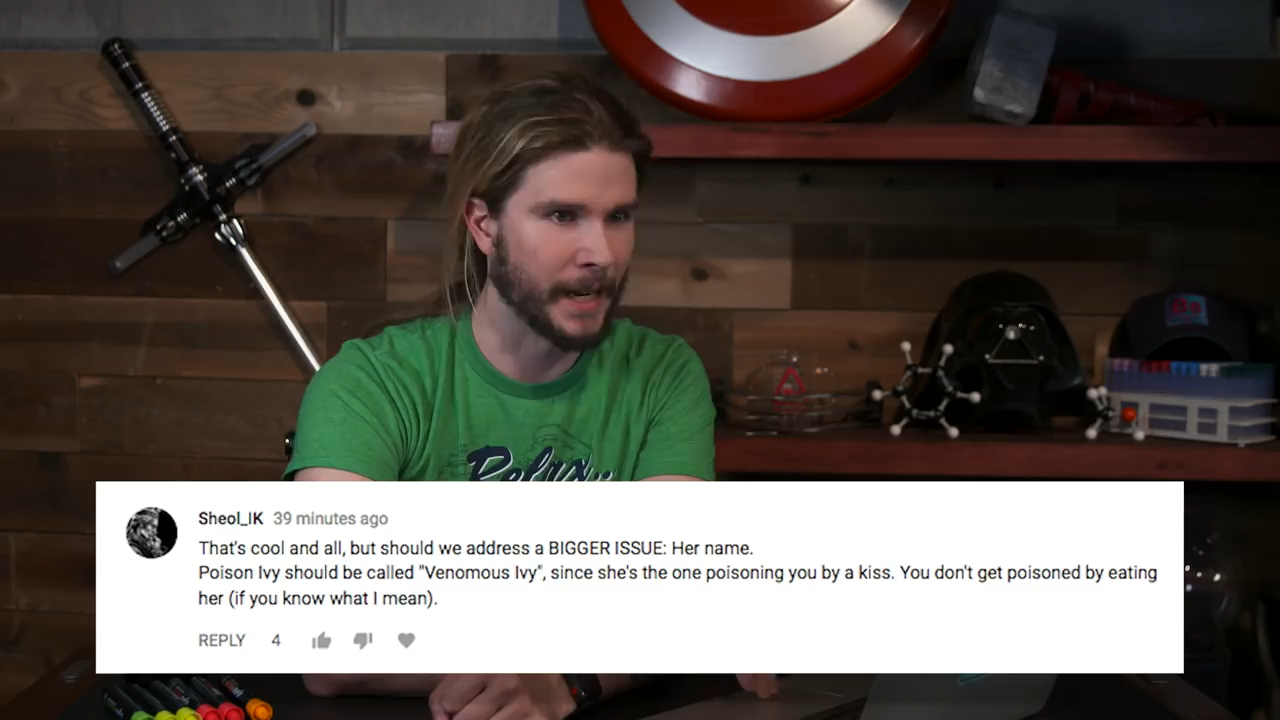 Relax...
Sheol_IK 39 minutes ago
That's cool and all, but should we address a BIGGER ISSUE: Her name.
Poison Ivy should be called "Venomous Ivy", since she's the one poisoning you by a kiss. You don't get poisoned by eating
her (if you know what I mean).
REPLY 4